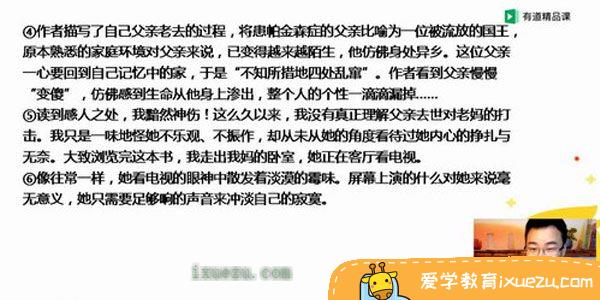 ④作者描写了自己父亲老去的过程，将患帕金森症的父亲比喻为一位被流放的国王，
有道精品课
原本熟悉的家庭环境对父亲来说，已变得越来越陌生，他仿佛身处异乡。这位父亲
一心要回到自己记忆中的家，于是“不知所措地四处乱窜”。作者看到父亲慢慢
“变傻”，仿佛感到生命从他身上渗出，整个人的个性一滴滴漏掉……
⑤读到感人之处，我黯然神伤！这么久以来，我没有真正理解父亲去世对老妈的打
击。我只是一味地怪她不乐观、不振作，却从未从她的角度看待过她内心的挣扎与
无奈。大致浏览完这本书，我走出我妈的卧室，她正在客厅看电视。
⑥像往常一样，她看电视的眼神中散发着淡漠的霉味。屏幕上演的什么对她来说毫
无意义，她只需要足够响的声音来冲淡自己的寂寞。
ixuezu.com
爱学教育ixuezu.com